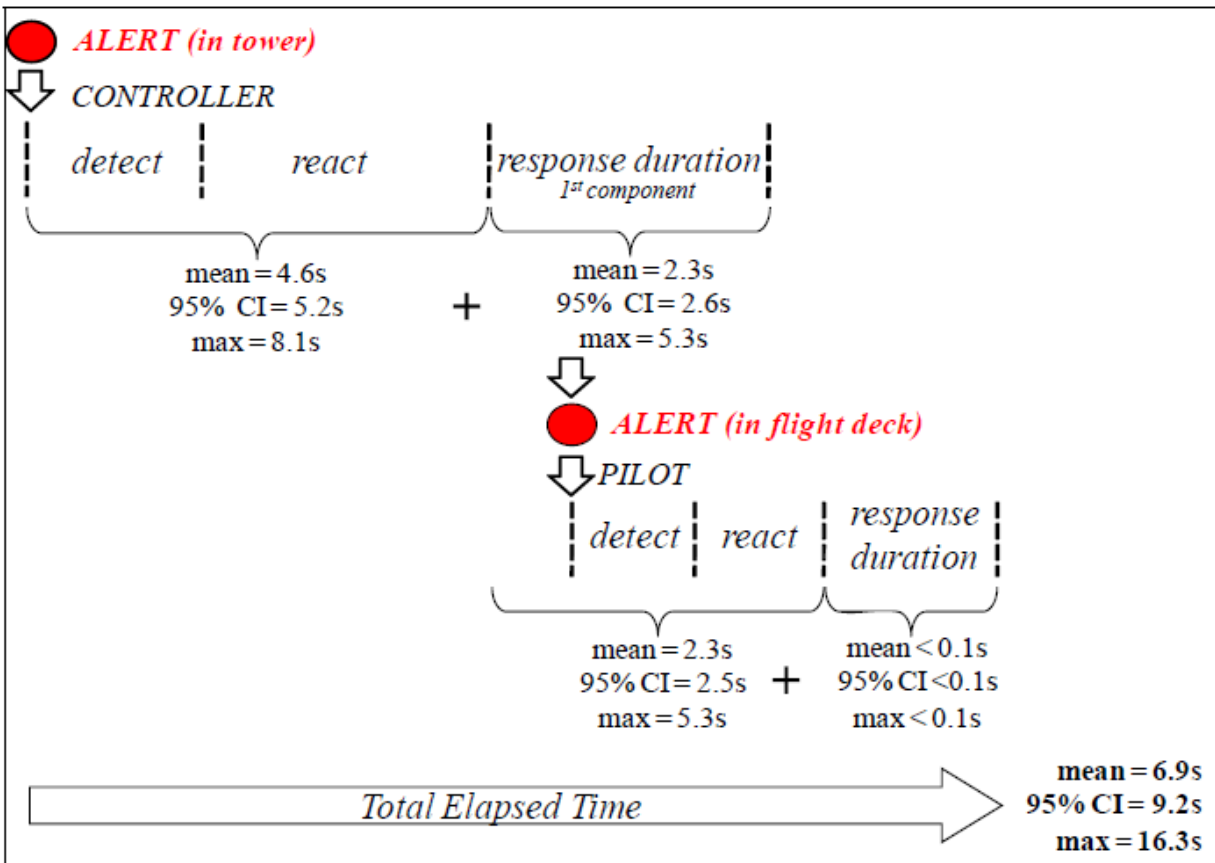 ALERT (in tower)
CONTROLLER
detect react response duration
1st component
mean = 4.6s
95% CI = 5.2s
max = 8.1s
+
mean = 2.3s
95% CI = 2.6s
max = 5.3s
ALERT (in flight deck)
PILOT
detect react response
duration
mean = 2.3s
95% CI = 2.5s
max = 5.3s
+
mean < 0.1s
95% CI <0.1s
max < 0.1s
Total Elapsed Time
mean = 6.9s
95% CI = 9.2s
max = 16.3s